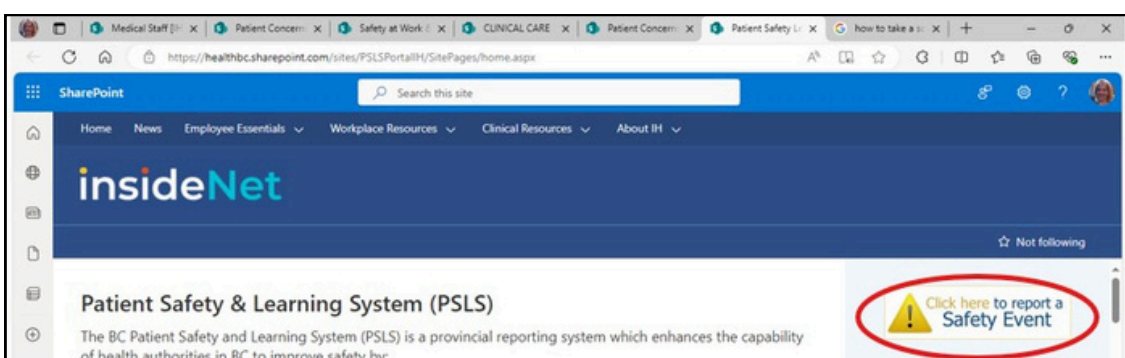 Medical Staff [IH
Patient Concern
Safety at Work &
CLINICAL CARE
Patient Concern
Patient Safety Le
how to take a sc
https://healthbc.sharepoint.com/sites/PSLSPortalIH/SitePages/home.aspx
SharePoint
Search this site
Home News Employee Essentials Workplace Resources Clinical Resources About IH
insideNet
Not following
Patient Safety & Learning System (PSLS)
The BC Patient Safety and Learning System (PSLS) is a provincial reporting system which enhances the capability
of health authorities in BC to improve safety by:
Click here to report a
Safety Event